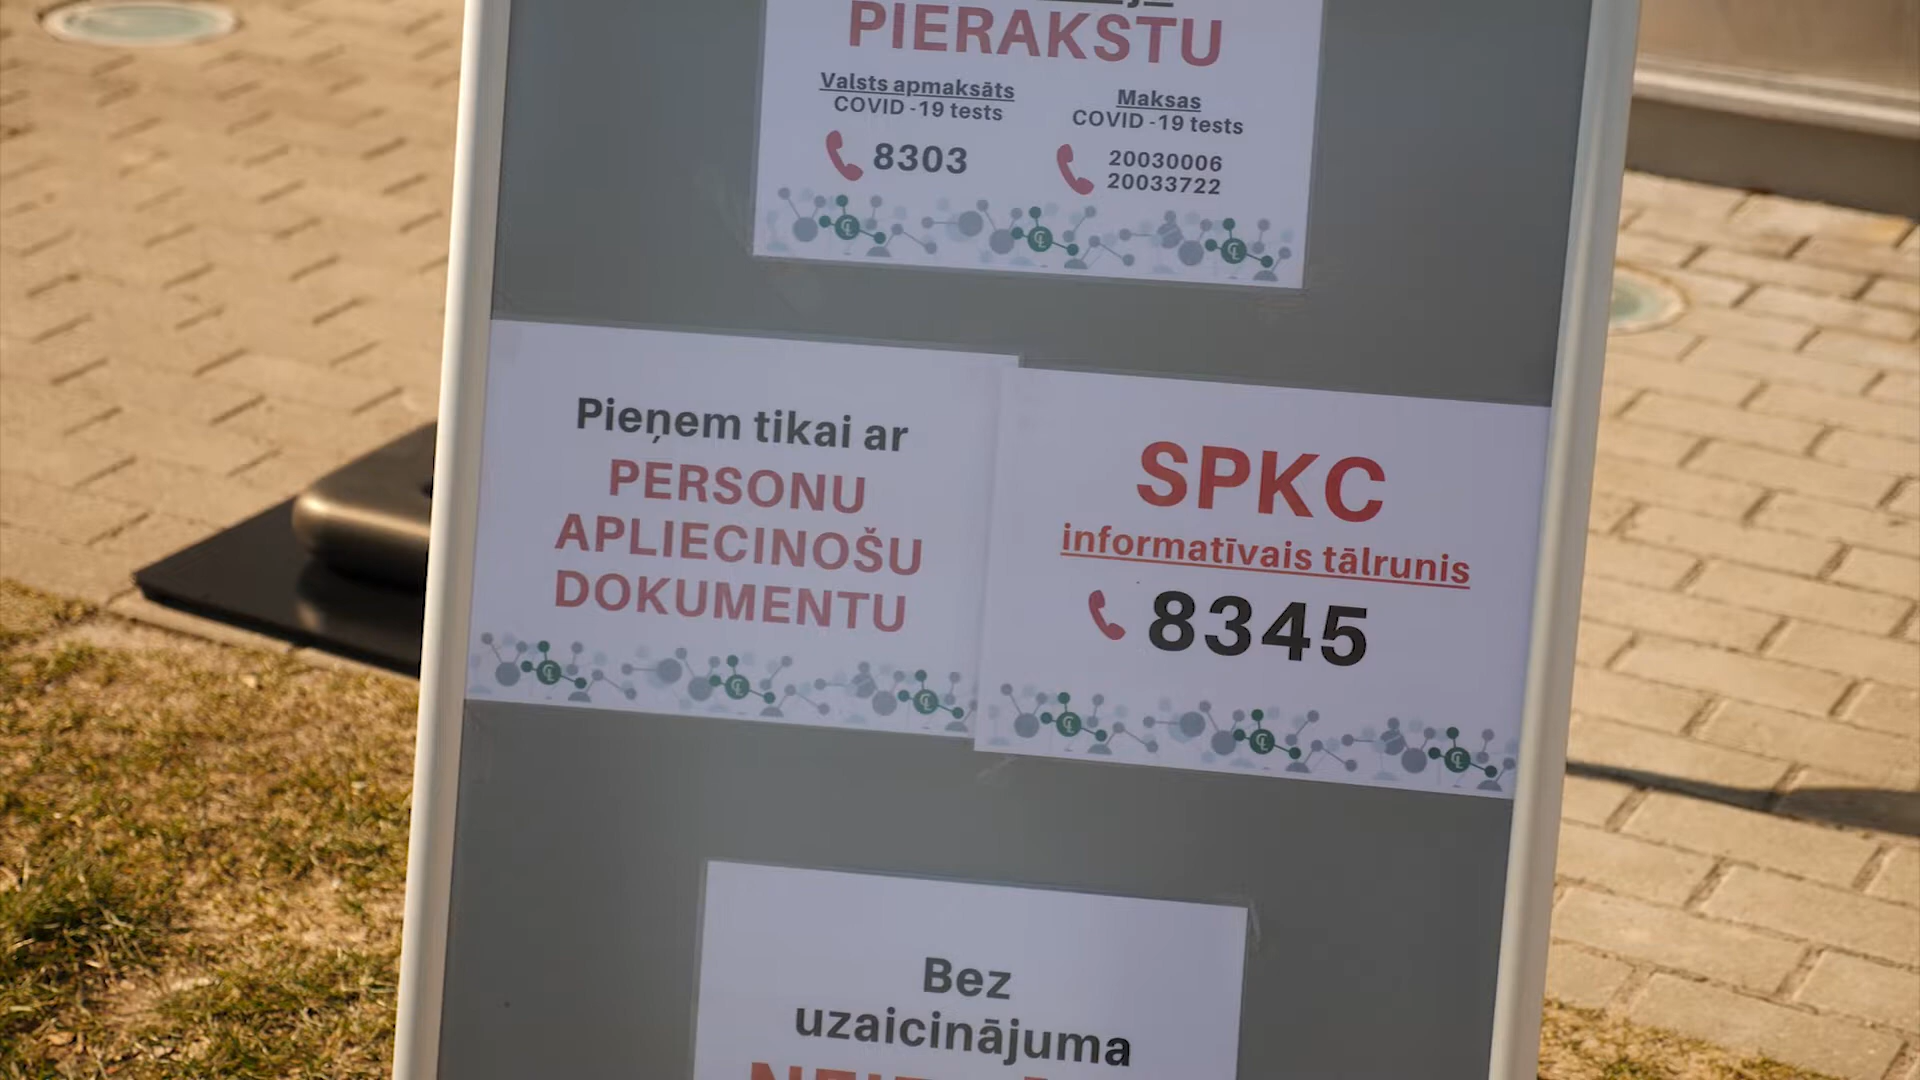 PIERAKSTU
Valsts apmaksāts
COVID -19 tests
8303
Maksas
COVID -19 tests
20030006
20033722
Pieņem tikai ar
PERSONU
APLIECINOŠU
DOKUMENTU
SPKC
informatīvais tālrunis
8345
Bez
uzaicinājuma